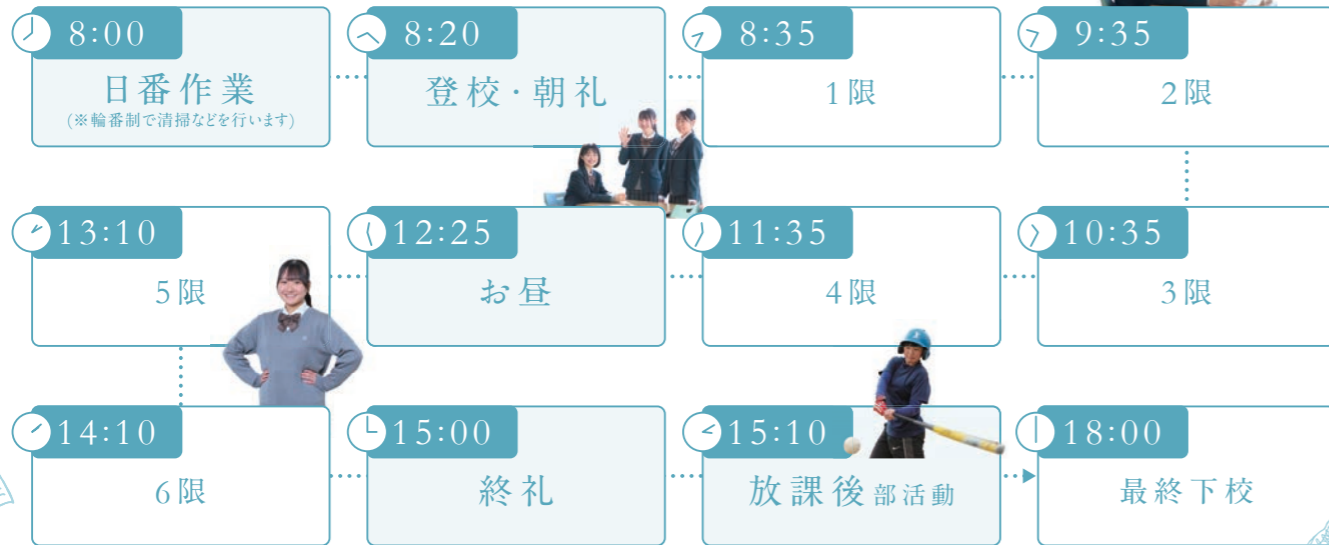 8:00
日番作業
(※輪番制で清掃などを行います)
8:20
登校・朝礼
8:35
1限
9:35
2限
10:35
3限
11:35
4限
12:25
お昼
13:10
5限
14:10
6限
15:00
終礼
15:10
放課後 部活動
18:00
最終下校